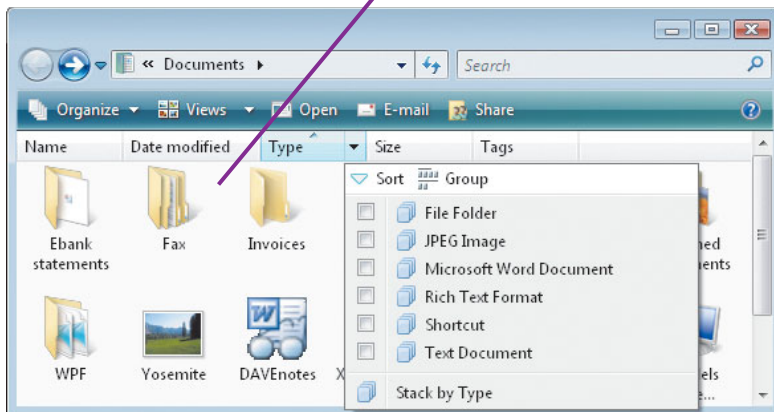 « Documents
Search
Organize Views Open E-mail Share
Name Date modified Type Size Tags
Sort Group
File Folder
JPEG Image
Microsoft Word Document
Rich Text Format
Shortcut
Text Document
Stack by Type
Ebank
statements
Fax
Invoices
WPF
Yosemite
DAVEnotes